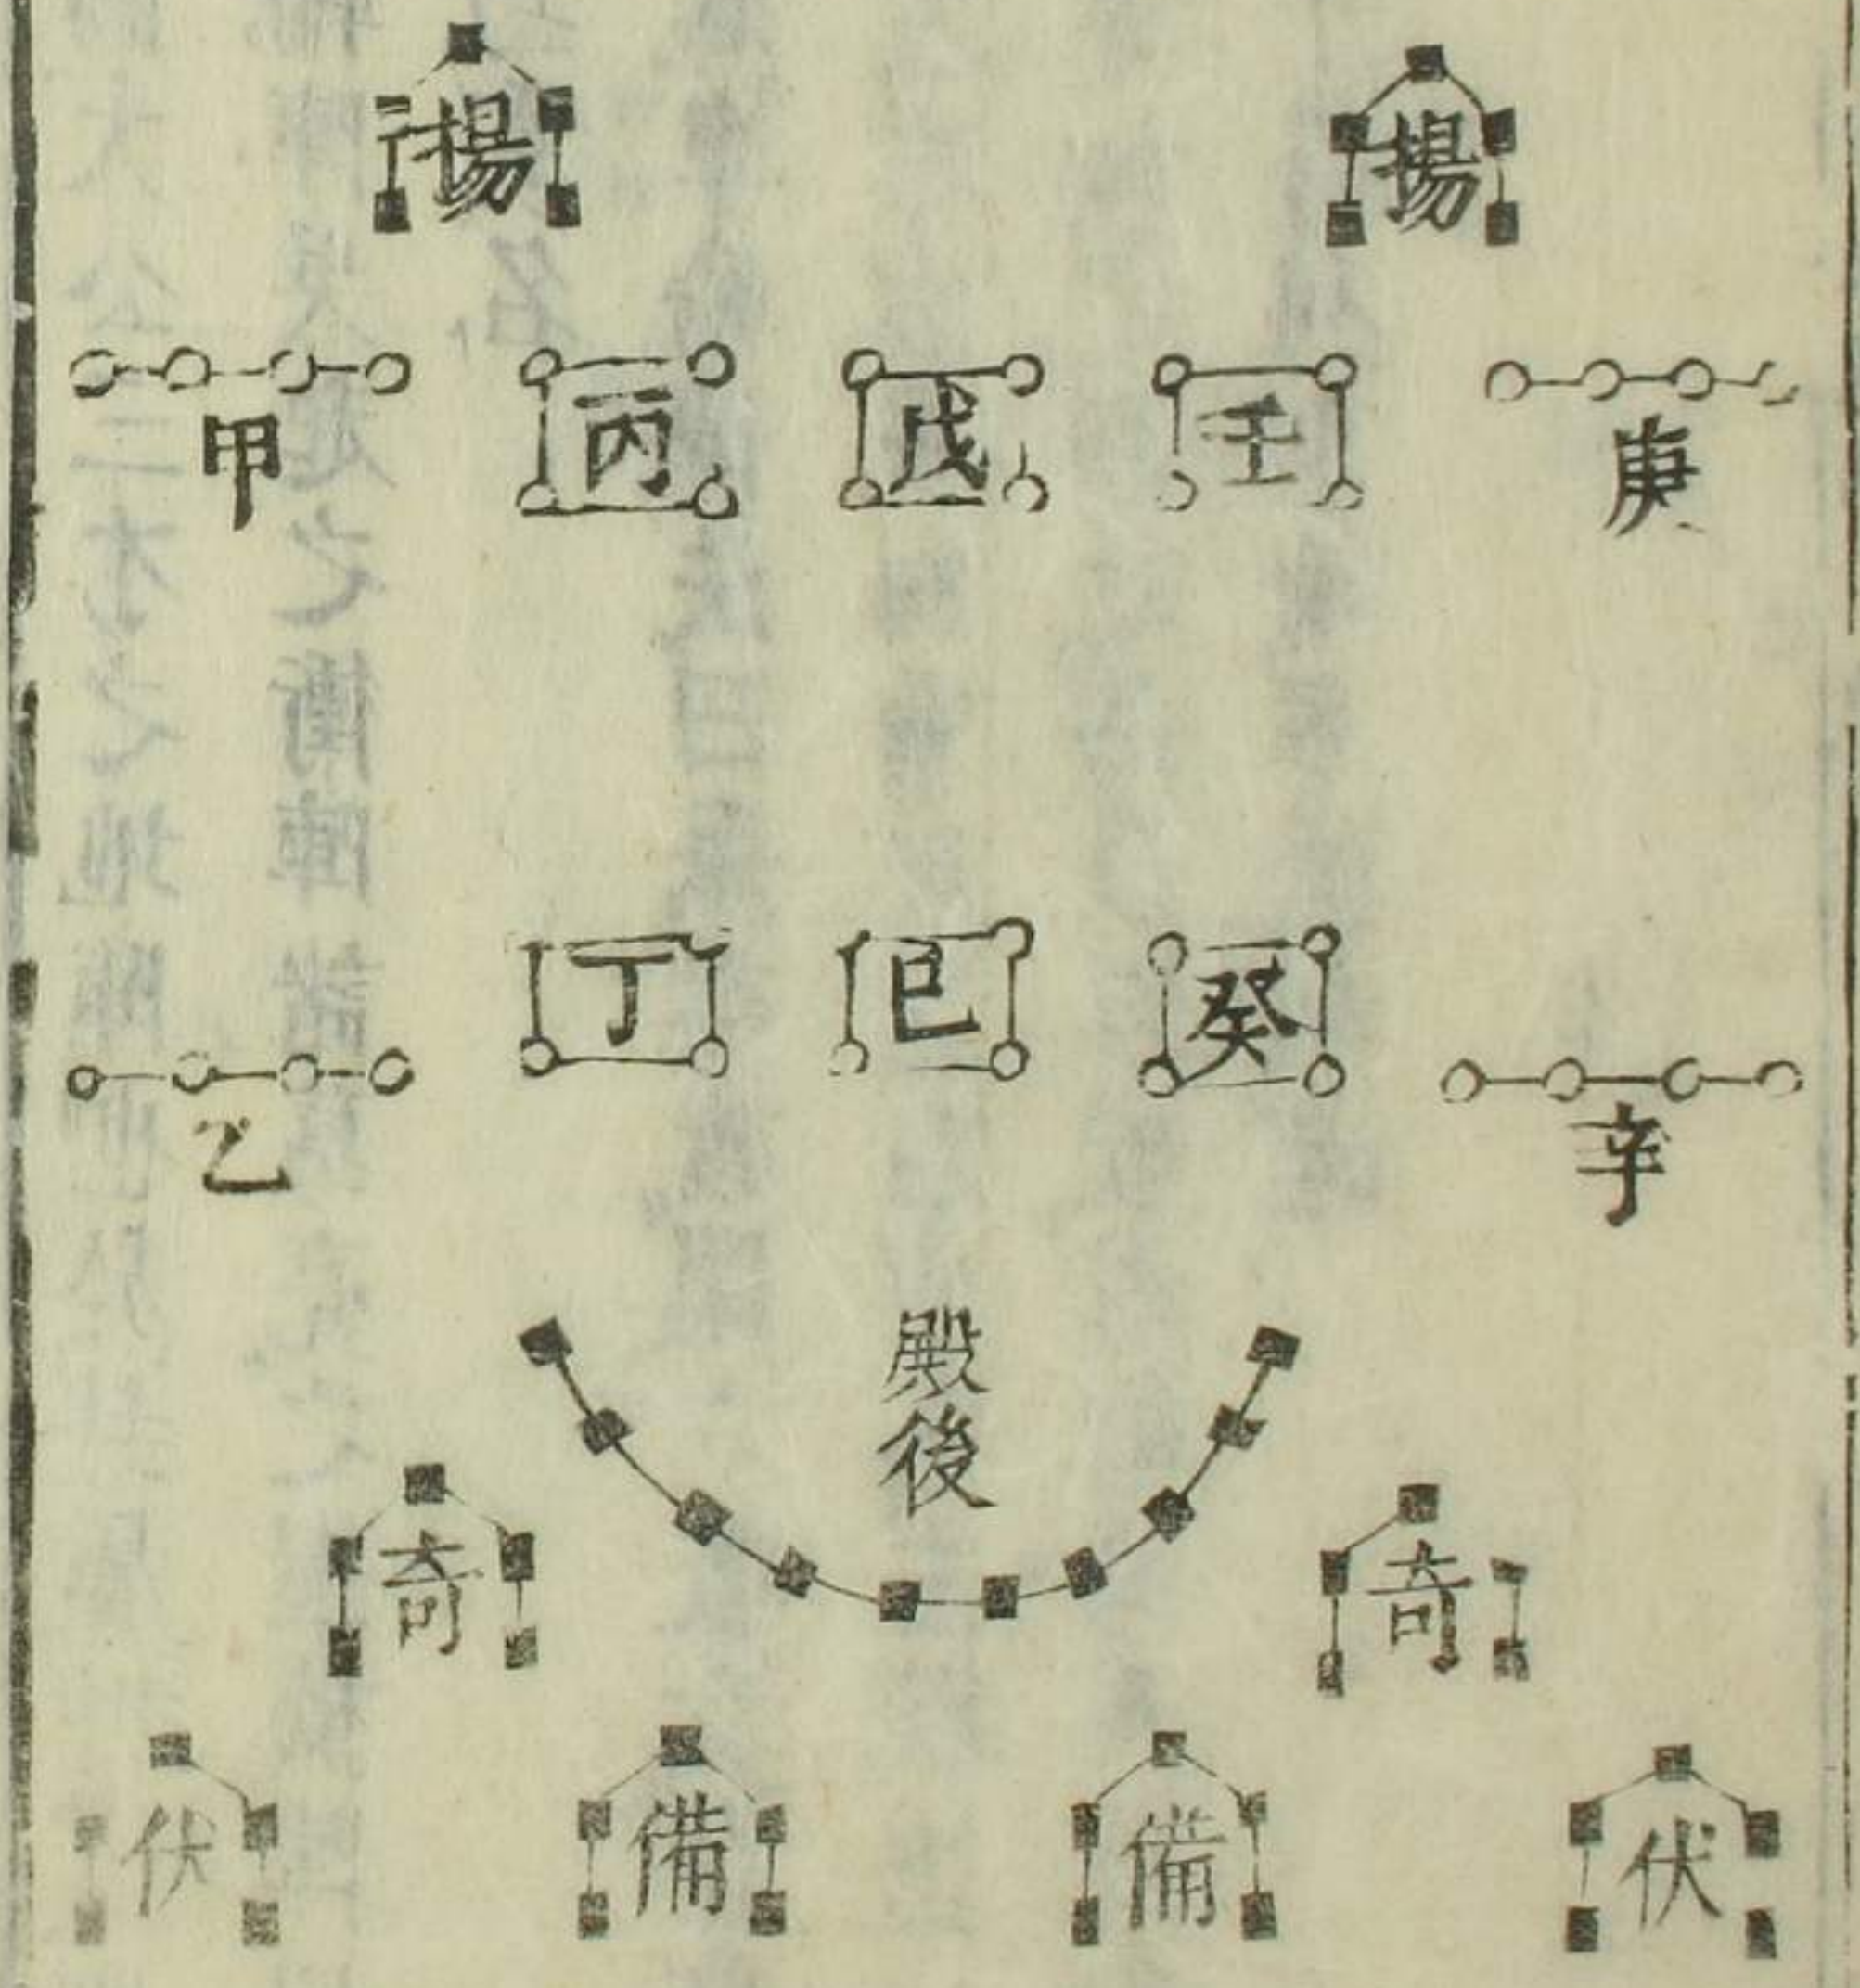 揚 揚
甲 丙 戊 壬 庚
丁 巳 癸
乙 辛
殿後
奇 奇
伏 備 備 伏